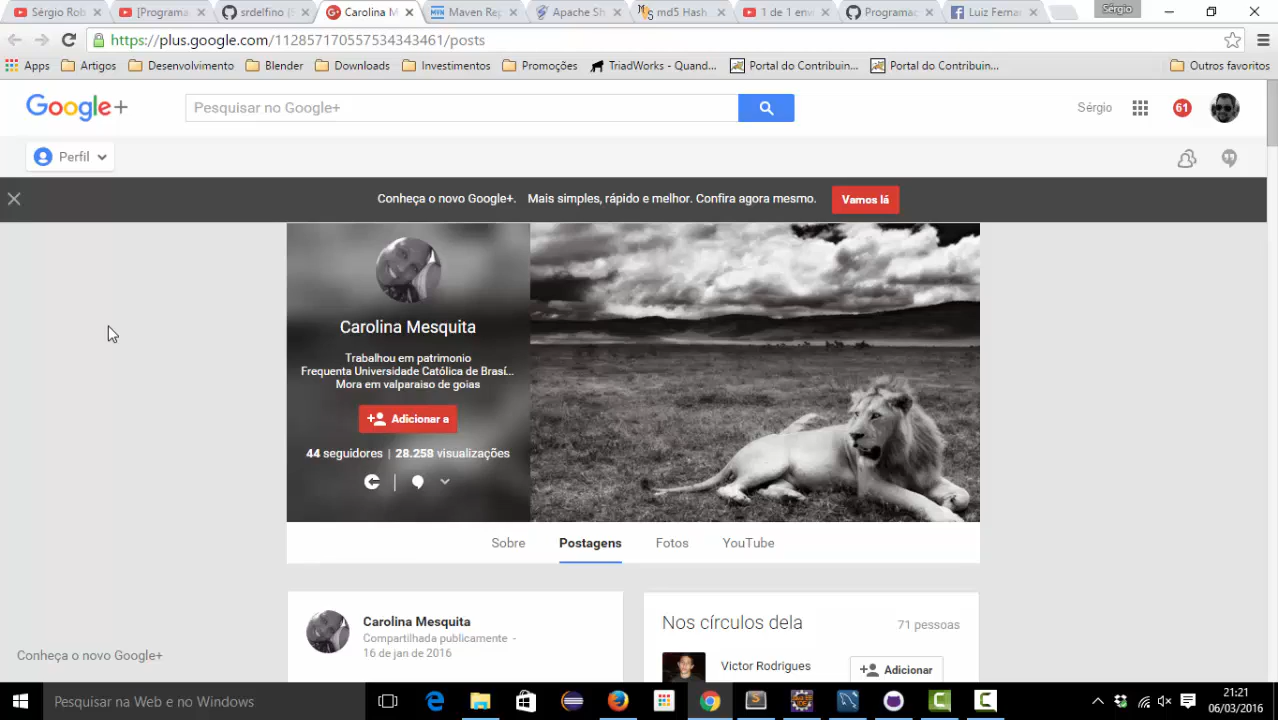 Sérgio Rob
[Programa
srdelfino (S
Carolina M
Maven Rep
Apache Sh
md5 Hash
1 de 1 envi
Programac
Luiz Fernan
Sérgio
https://plus.google.com/112857170557534343461/posts
Apps
Artigos
Desenvolvimento
Blender
Downloads
Investimentos
Promoções
TriadWorks - Quand...
Portal do Contribuin...
Portal do Contribuin...
Outros favoritos
Google+
Pesquisar no Google+
Sérgio
61
Perfil
Conheça o novo Google+. Mais simples, rápido e melhor. Confira agora mesmo.
Vamos lá
Carolina Mesquita
Trabalhou em patrimonio
Frequenta Universidade Católica de Brasí...
Mora em valparaiso de goias
Adicionar a
44 seguidores | 28.258 visualizações
Sobre
Postagens
Fotos
YouTube
Carolina Mesquita
Compartilhada publicamente -
16 de jan de 2016
Nos círculos dela
71 pessoas
Victor Rodrigues
Adicionar
Conheça o novo Google+
Pesquisar na Web e no Windows
21:21
06/03/2016